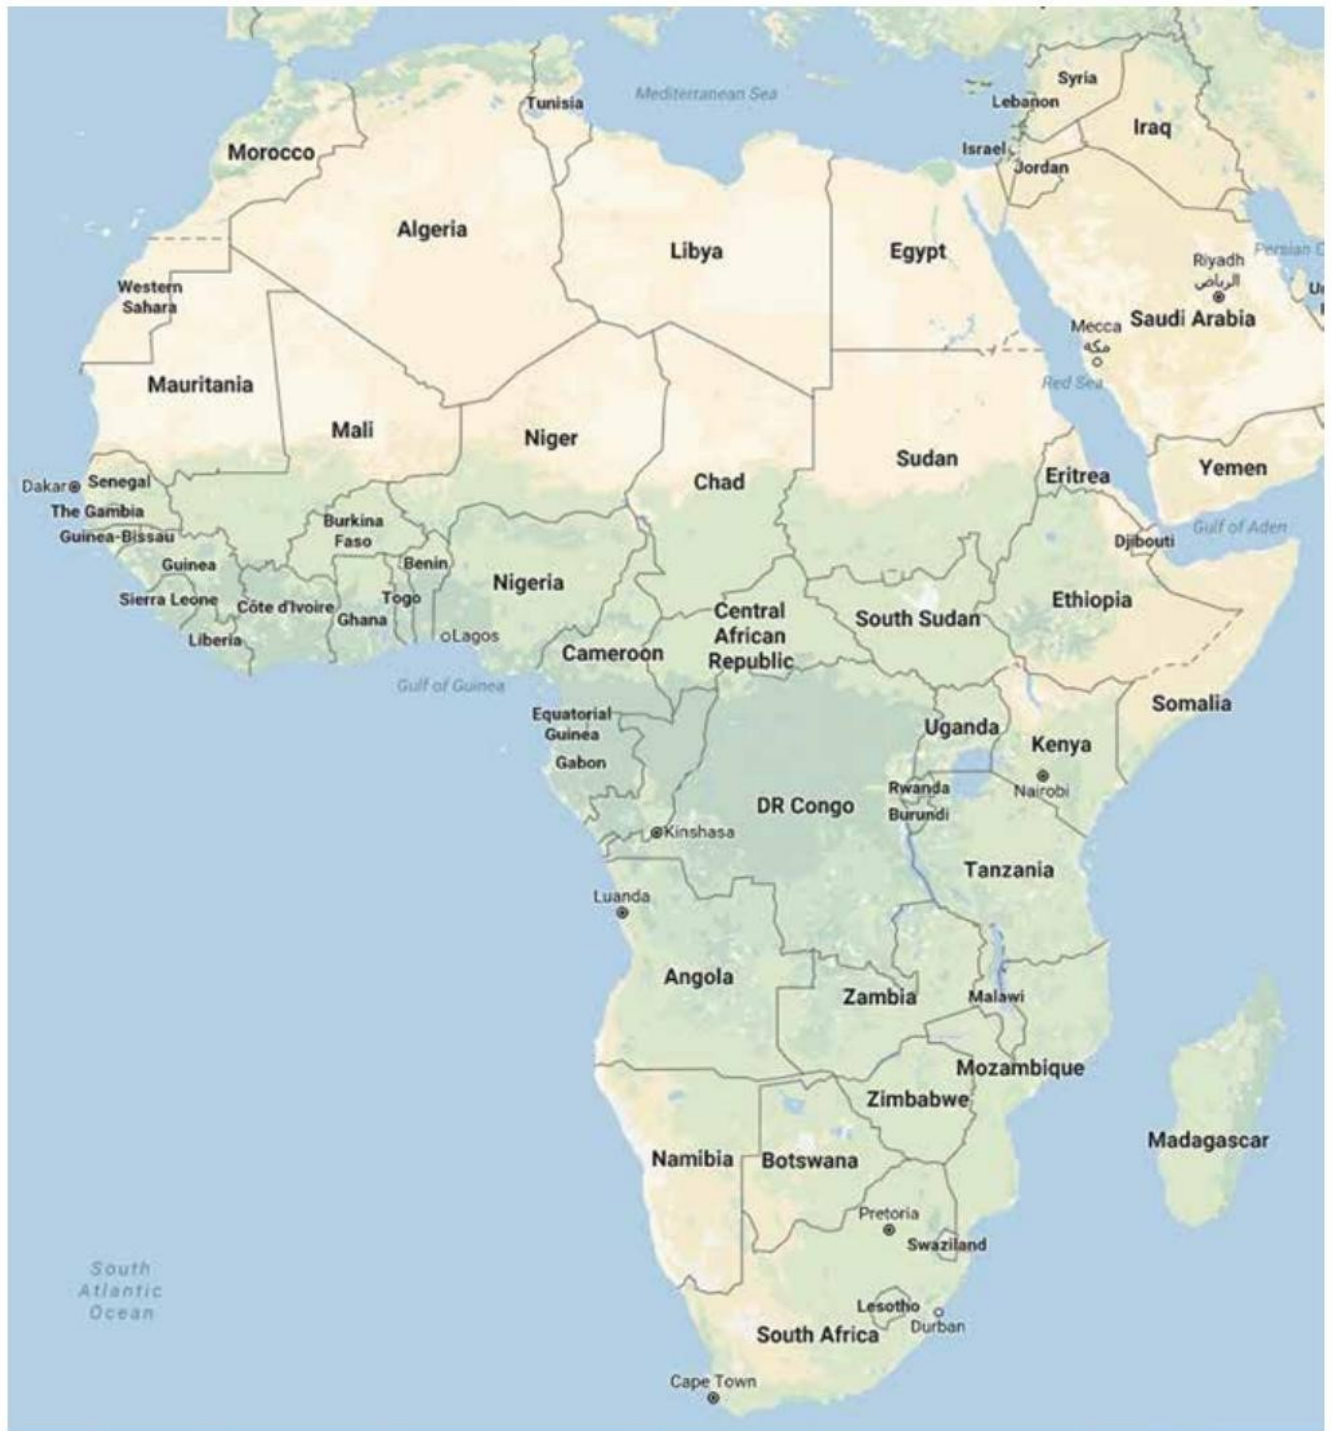 Mediterranean Sea
Syria
Lebanon
Iraq
Israel
Jordan
Tunisia
Morocco
Algeria
Libya
Egypt
Persian
Riyadh
الرياض
Saudi Arabia
Mecca
مكة
Red Sea
Western
Sahara
Mauritania
Mali
Niger
Chad
Sudan
Eritrea
Yemen
Gulf of Aden
Djibouti
Dakar
Senegal
The Gambia
Guinea-Bissau
Guinea
Sierra Leone
Liberia
Côte d'Ivoire
Burkina
Faso
Ghana
Togo
Benin
Nigeria
Lagos
Gulf of Guinea
Cameroon
Central
African
Republic
South Sudan
Ethiopia
Somalia
Equatorial
Guinea
Gabon
Uganda
Kenya
Nairobi
Rwanda
Burundi
DR Congo
Kinshasa
Tanzania
Luanda
Angola
Zambia
Malawi
Mozambique
Zimbabwe
Madagascar
Namibia
Botswana
Pretoria
Swaziland
Lesotho
Durban
South Africa
Cape Town
South
Atlantic
Ocean